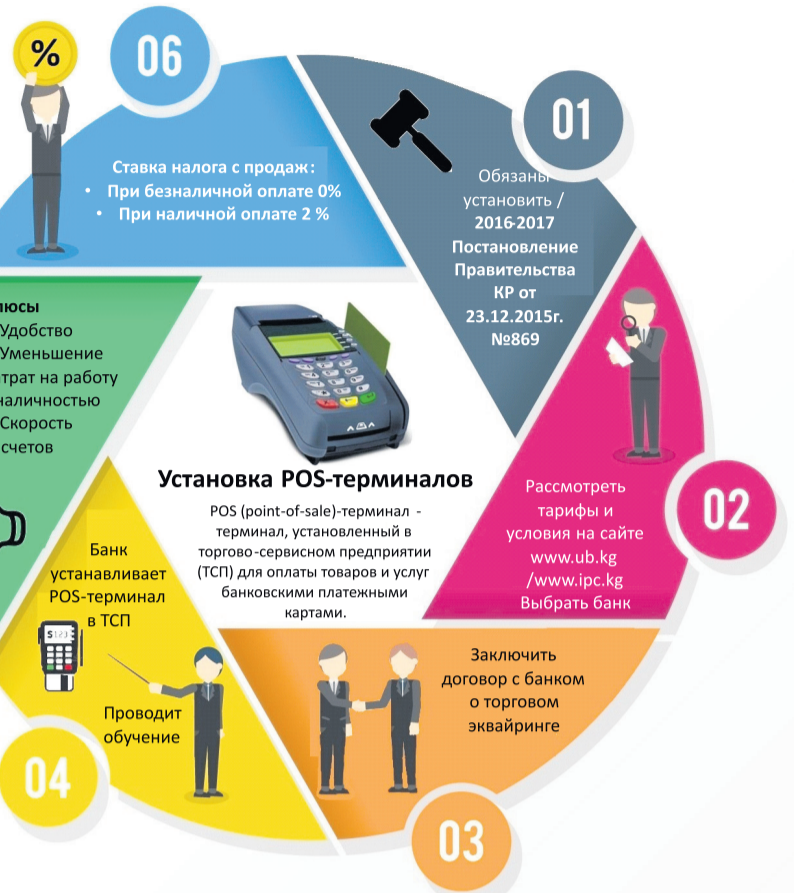 %
06
Ставка налога с продаж:
• При безналичной оплате 0%
• При наличной оплате 2 %
01
Обязаны
установить /
2016-2017
Постановление
Правительства
КР от
23.12.2015г.
№869
02
Рассмотреть
тарифы и
условия на сайте
www.ub.kg
/www.ipc.kg
Выбрать банк
03
Заключить
договор с банком
о торговом
эквайринге
04
Банк
устанавливает
POS-терминал
в ТСП
Проводит
обучение
Удобство
Уменьшение
на работу
наличностью
Скорость
Установка POS-терминалов
POS (point-of-sale)-терминал -
терминал, установленный в
торгово-сервисном предприятии
(ТСП) для оплаты товаров и услуг
банковскими платежными
картами.